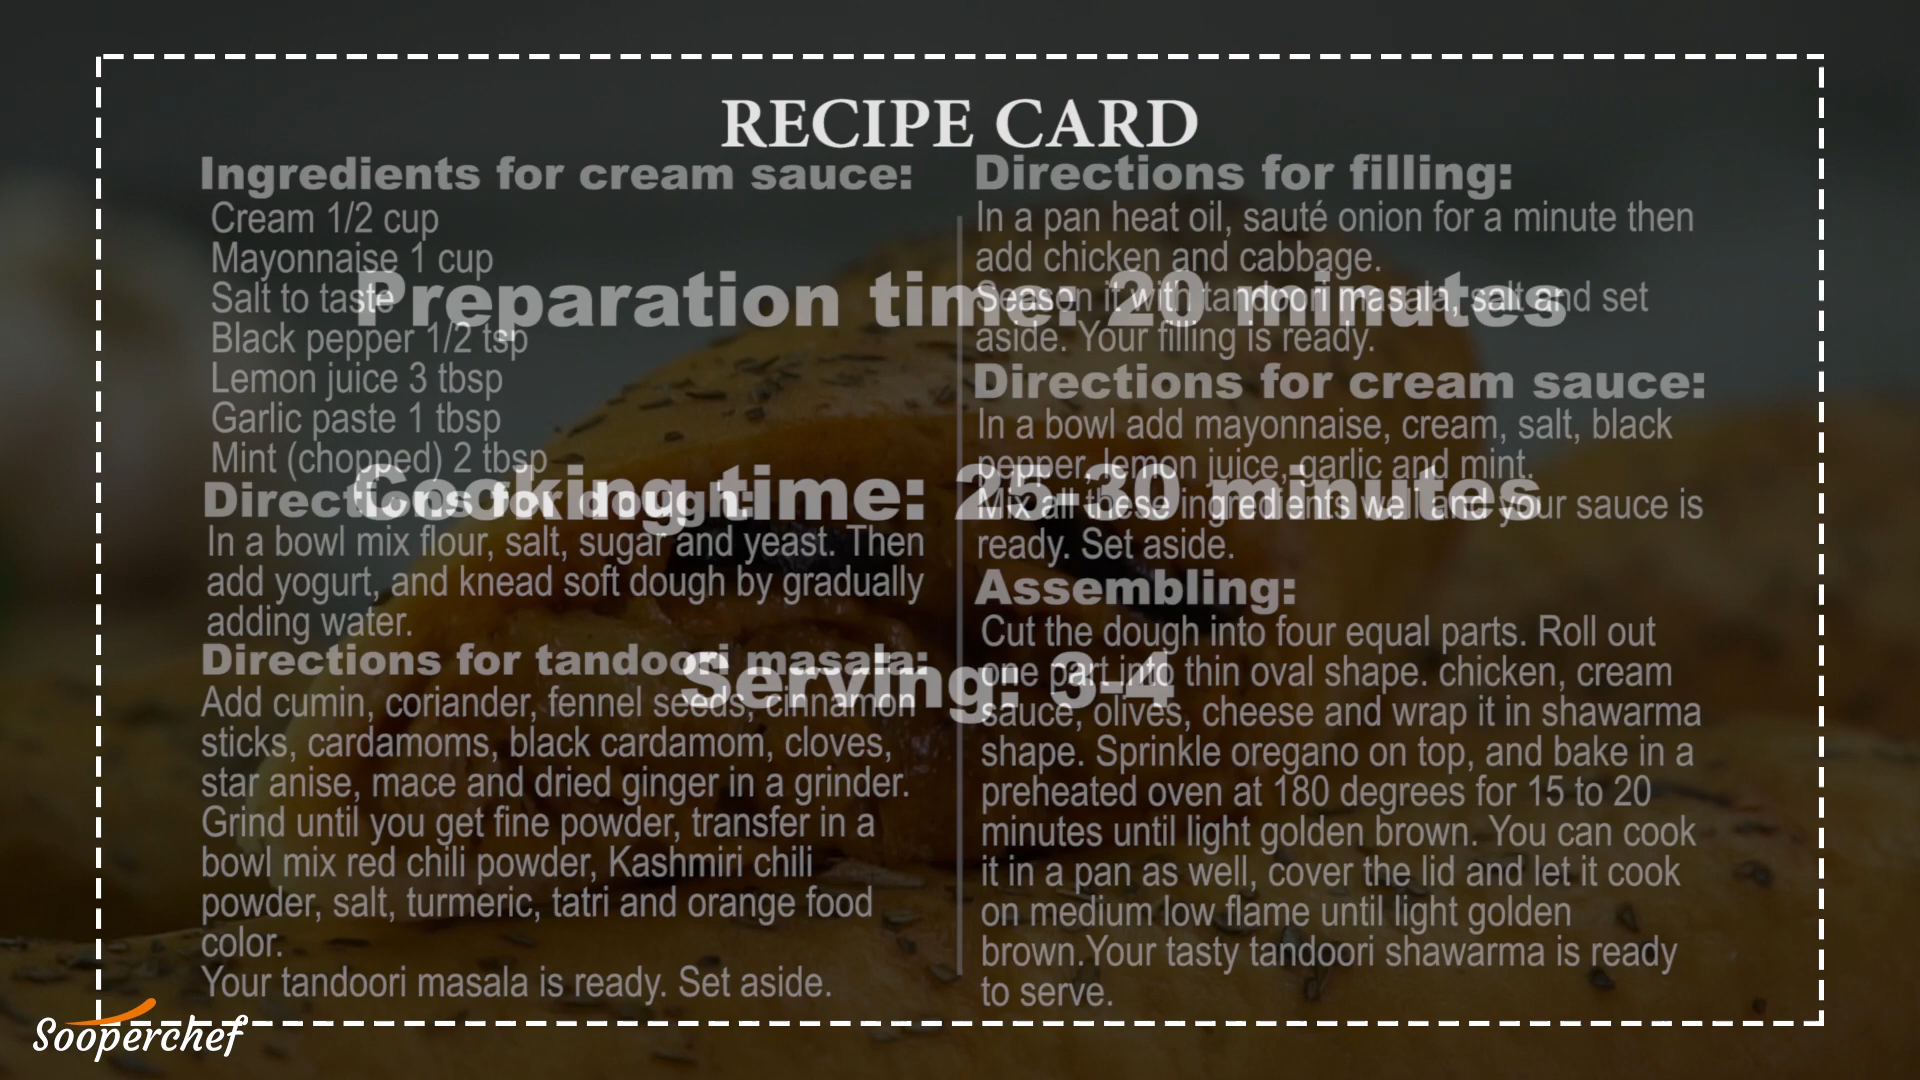 RECIPE CARD
Ingredients for cream sauce:
Cream 1/2 cup
Mayonnaise 1 cup
Salt to taste
Black pepper 1/2 tsp
Lemon juice 3 tbsp
Garlic paste 1 tbsp
Mint (chopped) 2 tbsp
Directions for dough:
In a bowl mix flour, salt, sugar and yeast. Then
add yogurt, and knead soft dough by gradually
adding water.
Directions for tandoori masala:
Add cumin, coriander, fennel seeds, cinnamon
sticks, cardamoms, black cardamom, cloves,
star anise, mace and dried ginger in a grinder.
Grind until you get fine powder, transfer in a
bowl mix red chili powder, Kashmiri chili
powder, salt, turmeric, tatri and orange food
color.
Your tandoori masala is ready. Set aside.
Directions for filling:
In a pan heat oil, sauté onion for a minute then
add chicken and cabbage.
Season it with tandoori masala, salt and set
aside. Your filling is ready.
Directions for cream sauce:
In a bowl add mayonnaise, cream, salt, black
pepper, lemon juice, garlic and mint.
Mix all these ingredients well and your sauce is
ready. Set aside.
Assembling:
Cut the dough into four equal parts. Roll out
one part into thin oval shape. chicken, cream
sauce, olives, cheese and wrap it in shawarma
shape. Sprinkle oregano on top, and bake in a
preheated oven at 180 degrees for 15 to 20
minutes until light golden brown. You can cook
it in a pan as well, cover the lid and let it cook
on medium low flame until light golden
brown.Your tasty tandoori shawarma is ready
to serve.
Preparation time: 20 minutes
Cooking time: 25-30 minutes
Serving: 3-4
Sooperchef